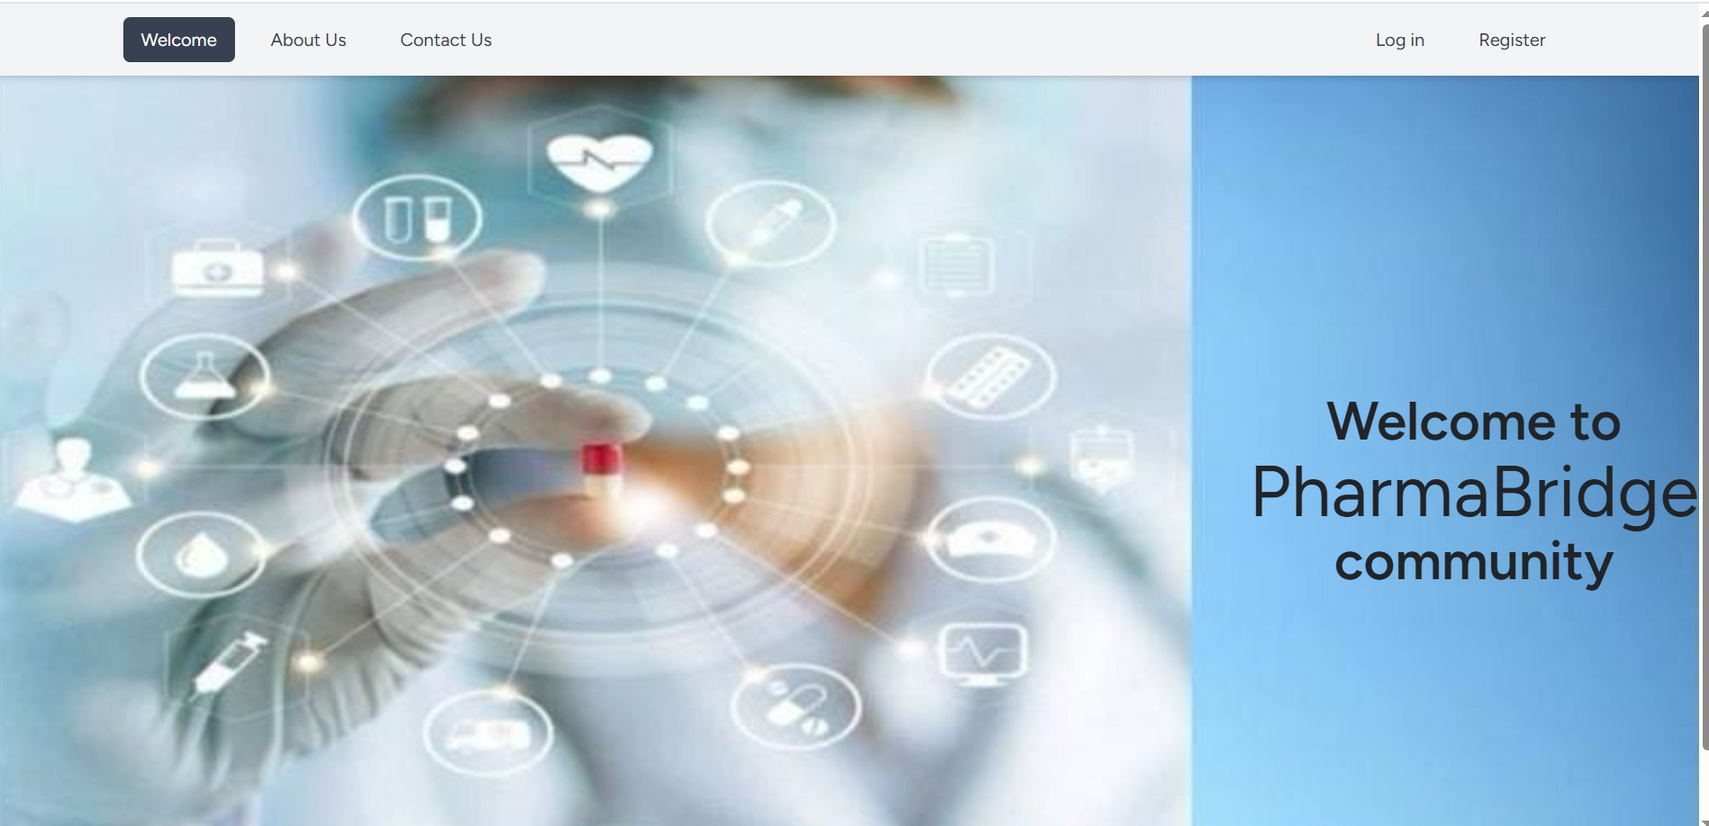 Welcome
About Us
Contact Us
Log in
Register
Welcome to
PharmaBridge
community